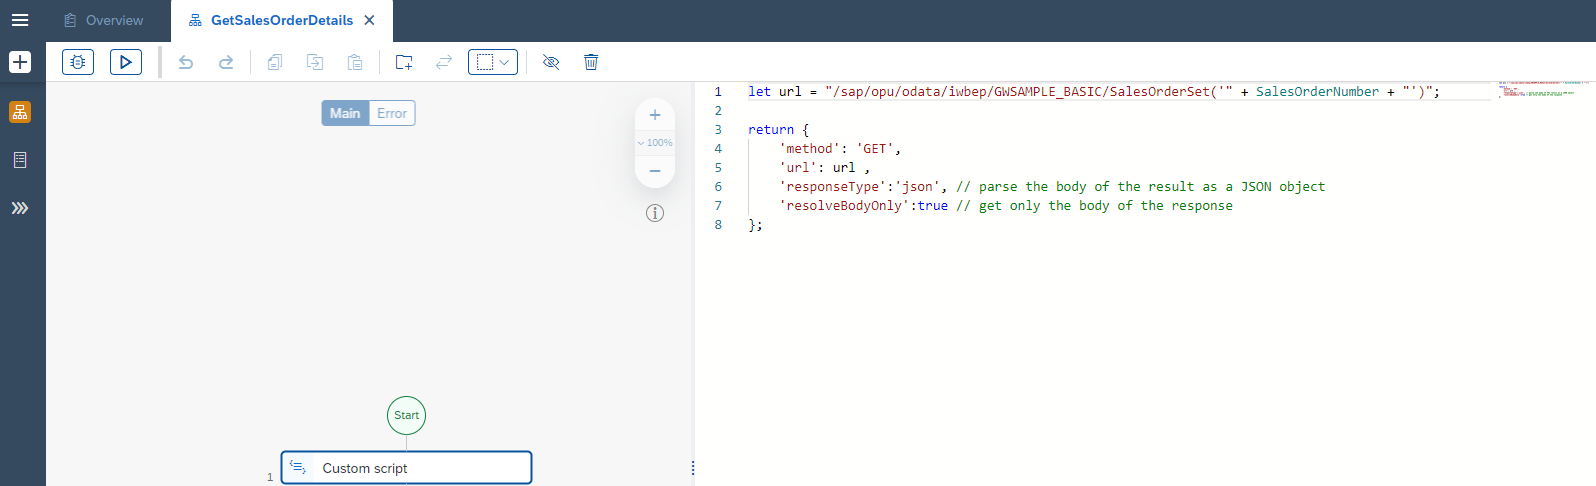 Overview
GetSalesOrderDetails
Main Error
100%
Start
1 Custom script
1 let url = "/sap/opu/odata/iwbep/GWSAMPLE_BASIC/SalesOrderSet('" + SalesOrderNumber + "')";
2
3 return {
4 'method': 'GET',
5 'url': url ,
6 'responseType':'json', // parse the body of the result as a JSON object
7 'resolveBodyOnly':true // get only the body of the response
8 };